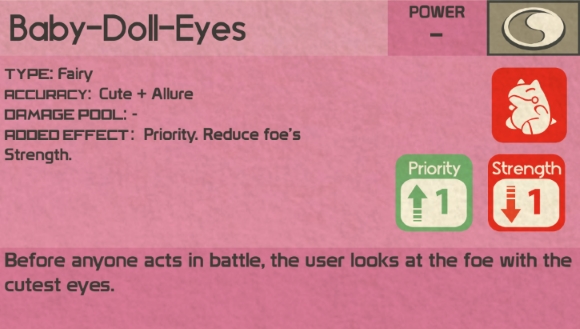 Baby-Doll-Eyes
POWER
-
TYPE: Fairy
ACCURACY: Cute + Allure
DAMAGE POOL: -
ADDED EFFECT: Priority. Reduce foe's
Strength.
Priority
1
Strength
1
Before anyone acts in battle, the user looks at the foe with the
cutest eyes.